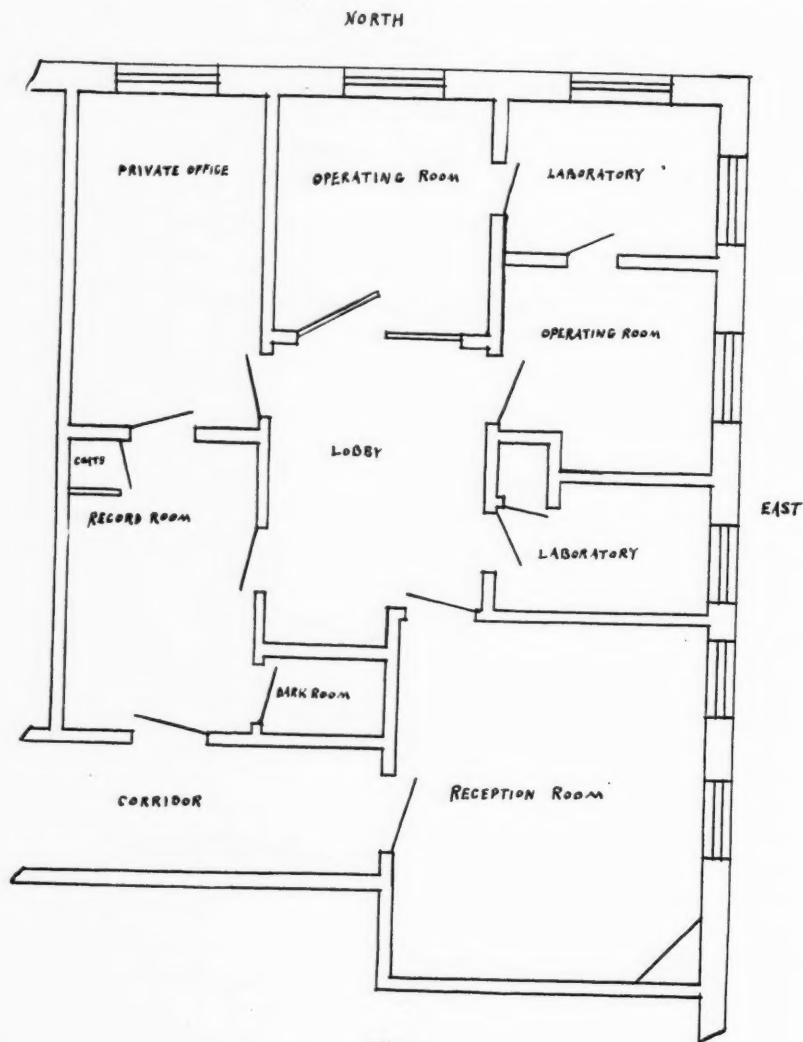 NORTH
PRIVATE OFFICE
OPERATING ROOM
LABORATORY
OPERATING ROOM
LOBBY
COATS
RECORD ROOM
EAST
LABORATORY
DARK ROOM
CORRIDOR
RECEPTION ROOM